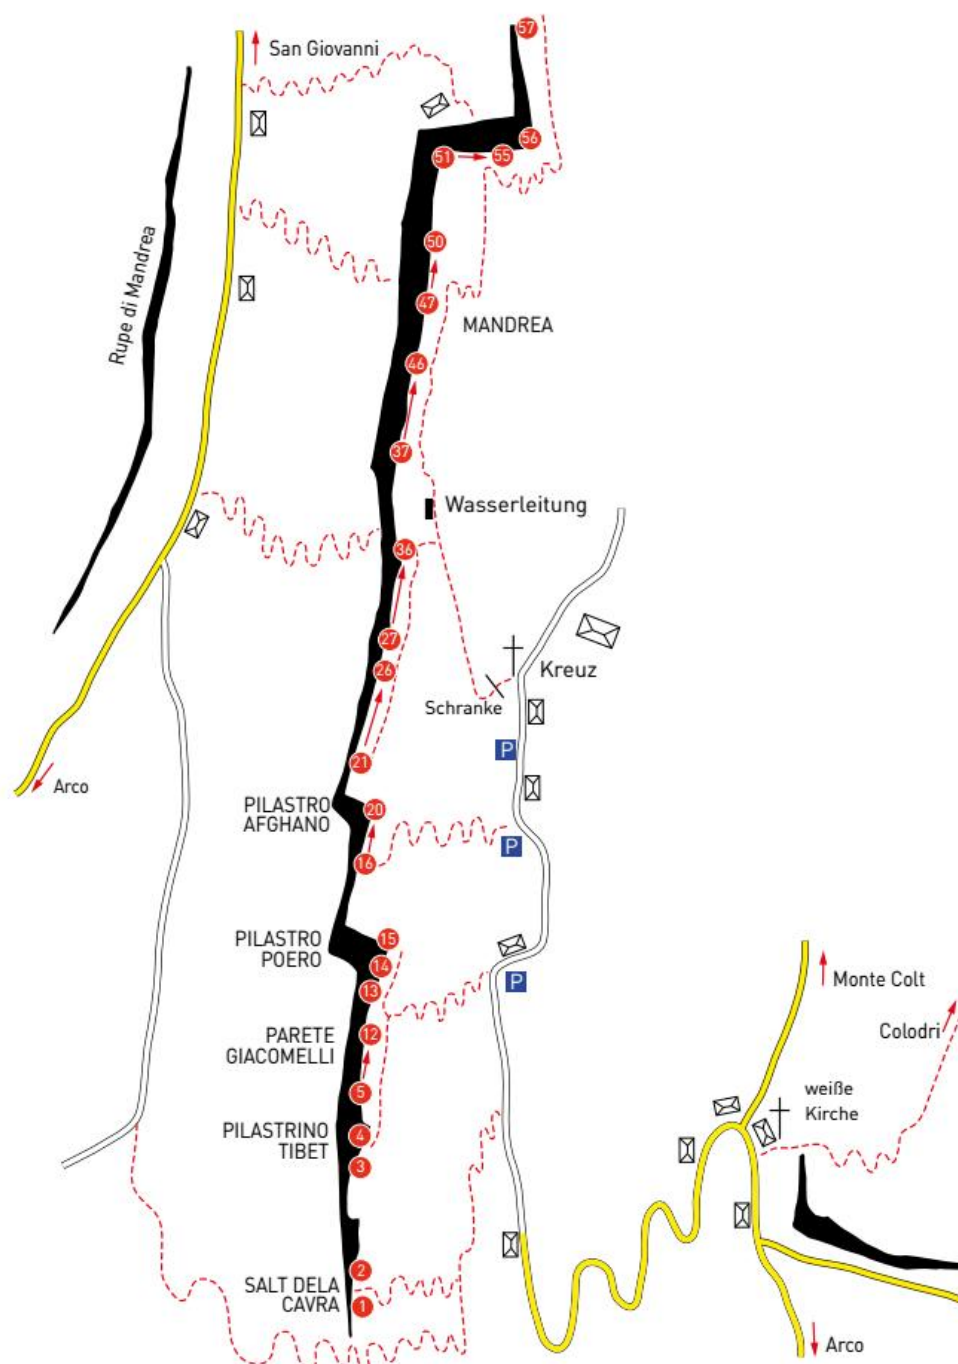 57
San Giovanni
56
51
55
50
Rupe di Mandrea
47
MANDREA
46
37
Wasserleitung
36
27
Kreuz
26
Schranke
P
21
Arco
PILASTRO
AFGHANO
20
P
16
PILASTRO
POERO
15
14
13
P
Monte Colt
Colodri
PARETE
GIACOMELLI
12
5
weiße
Kirche
PILASTRINO
TIBET
4
3
2
SALT DELA
CAVRA
1
Arco